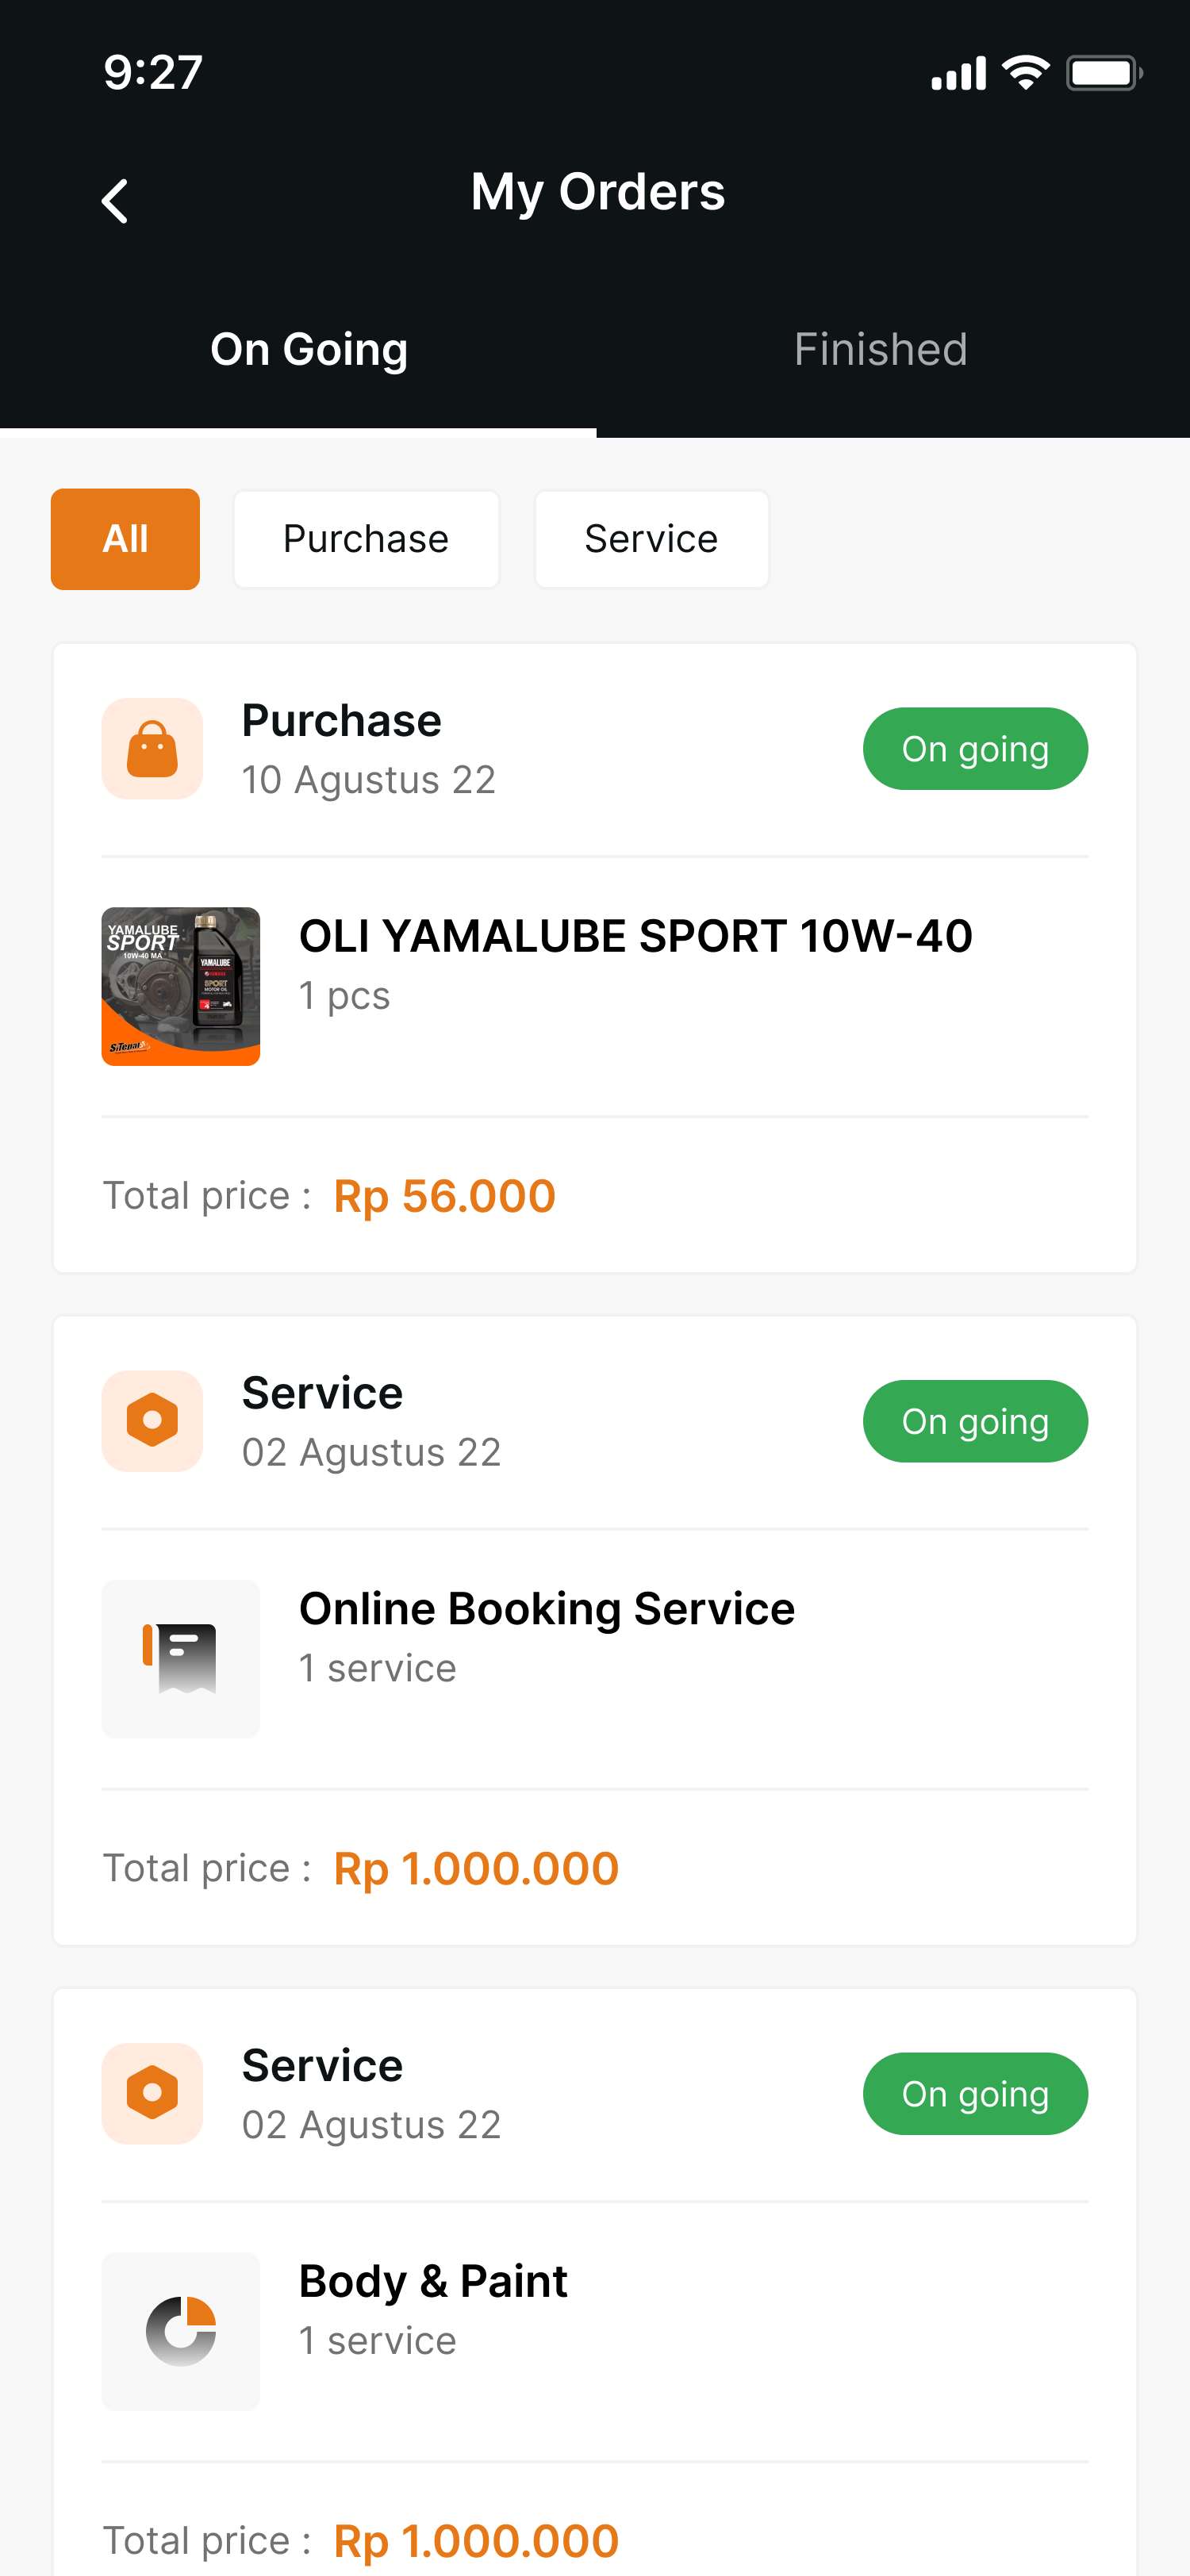 9:27
My Orders
On Going
Finished
All
Purchase
Service
Purchase
10 Agustus 22
On going
YAMALUBE
SPORT
10W-40 MA
YAMALUBE
SPORT
MOTOR OIL
OLI YAMALUBE SPORT 10W-40
1 pcs
Total price : Rp 56.000
Service
02 Agustus 22
On going
Online Booking Service
1 service
Total price : Rp 1.000.000
Service
02 Agustus 22
On going
Body & Paint
1 service
Total price : Rp 1.000.000